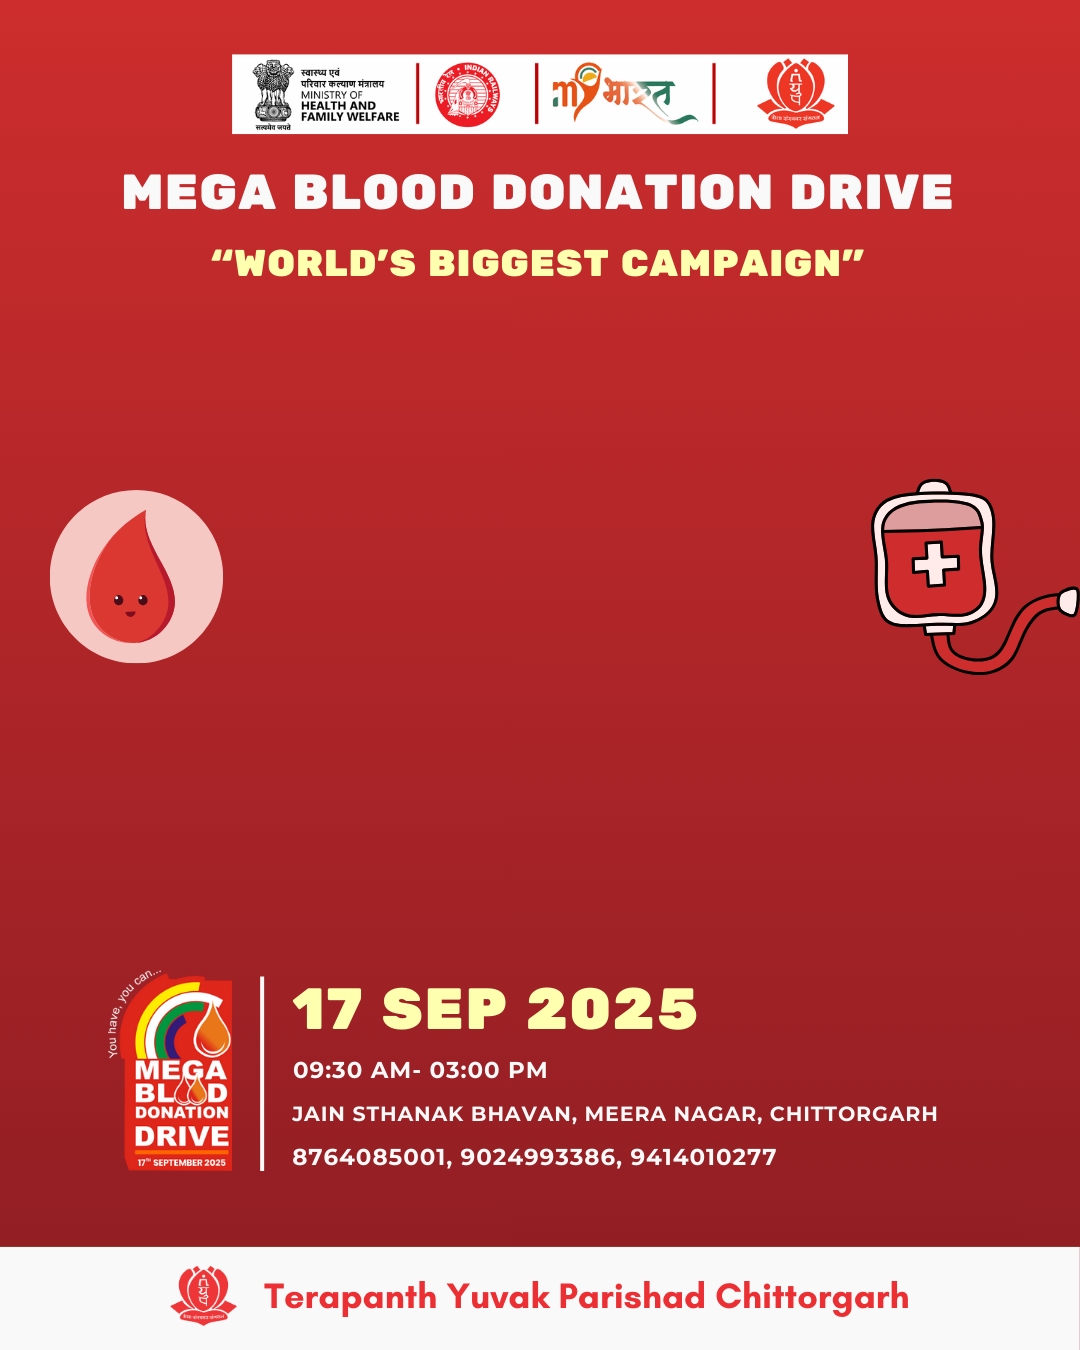 स्वास्थ्य एवं
परिवार कल्याण मंत्रालय
MINISTRY OF
HEALTH AND
FAMILY WELFARE
सत्यमेव जयते
भारतीय रेल • INDIAN RAILWAYS
my भारत
MEGA BLOOD DONATION DRIVE
“WORLD’S BIGGEST CAMPAIGN”
You have, you can...
MEGA
BLOOD
DONATION
DRIVE
17TH SEPTEMBER 2025
17 SEP 2025
09:30 AM- 03:00 PM
JAIN STHANAK BHAVAN, MEERA NAGAR, CHITTORGARH
8764085001, 9024993386, 9414010277
Terapanth Yuvak Parishad Chittorgarh